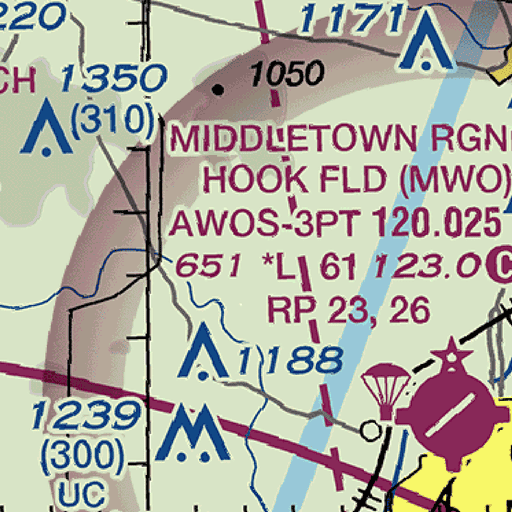 220
1171
CH 1350
1050
(310)
MIDDLETOWN RGN
HOOK FLD (MWO)
AWOS-3PT 120.025
651 *L 61 123.0 C
RP 23, 26
1188
1239
(300)
UC